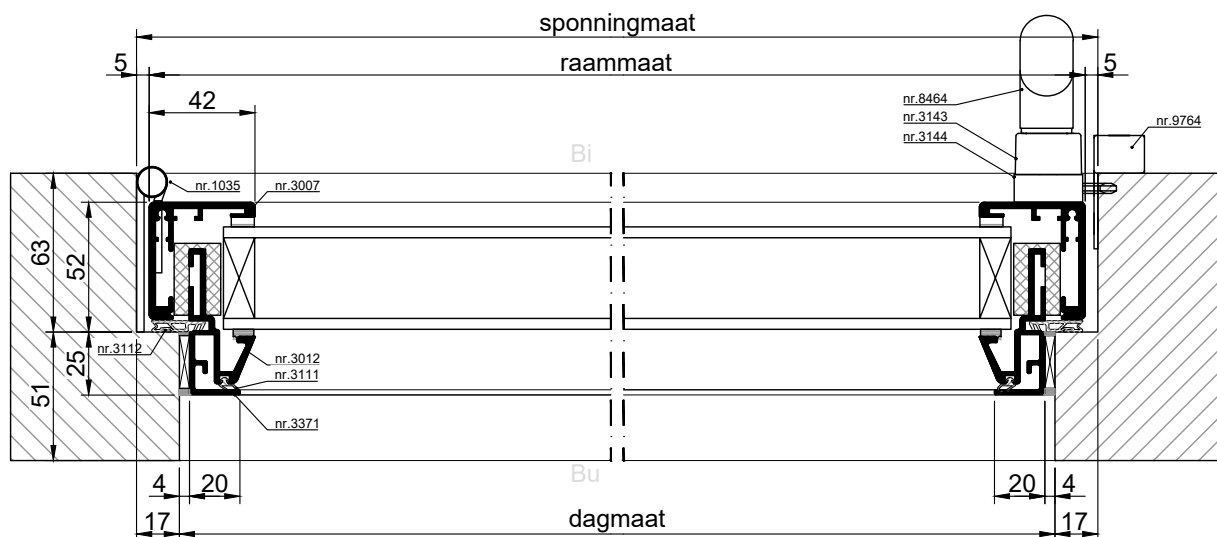 sponningmaat
5 raammaat 5
42
nr.8464
nr.3143
nr.3144
nr.9764
Bi
nr.1035 nr.3007
63 52
nr.3112
nr.3012
nr.3111
25
51
nr.3371
Bu
4 20 20 4
17 dagmaat 17